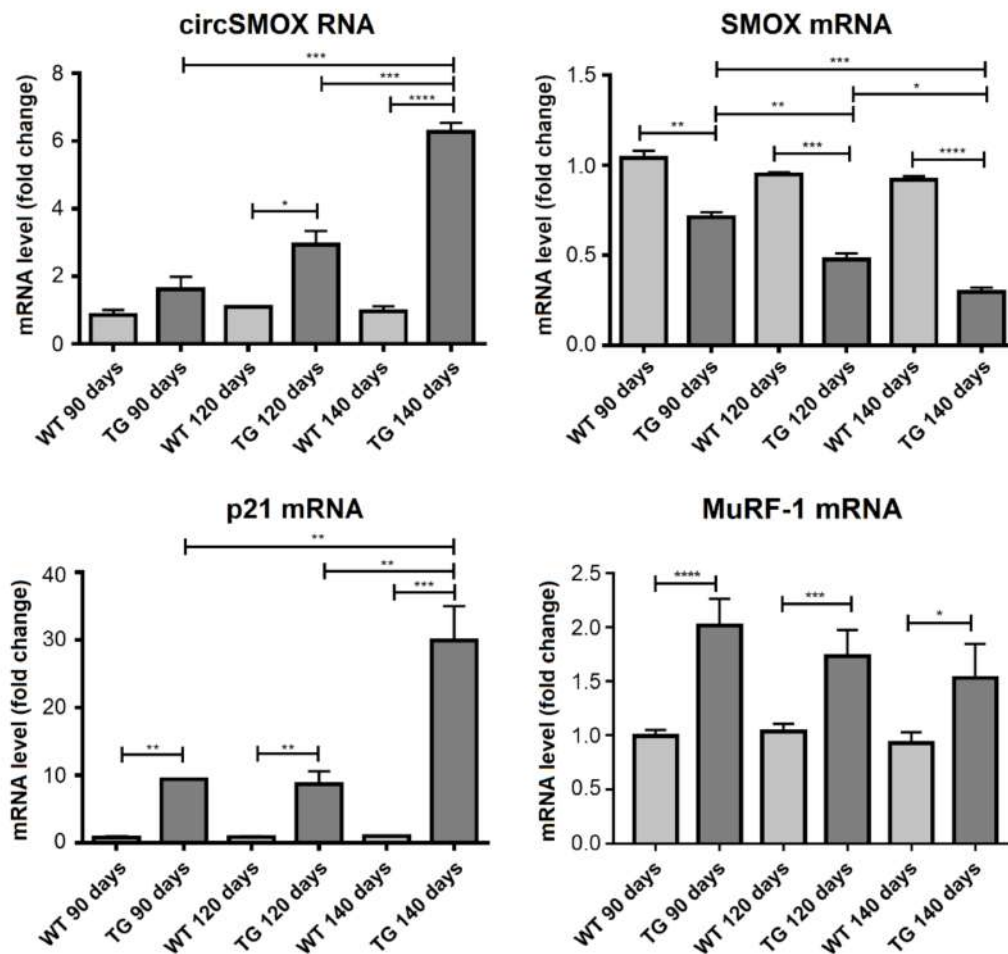 circSMOX RNA
mRNA level (fold change)
8
6
4
2
0
***
***
****
*
WT 90 days
TG 90 days
WT 120 days
TG 120 days
WT 140 days
TG 140 days
SMOX mRNA
mRNA level (fold change)
1.5
1.0
0.5
0.0
***
*
**
**
***
****
WT 90 days
TG 90 days
WT 120 days
TG 120 days
WT 140 days
TG 140 days
p21 mRNA
mRNA level (fold change)
40
30
20
10
0
**
**
***
**
**
WT 90 days
TG 90 days
WT 120 days
TG 120 days
WT 140 days
TG 140 days
MuRF-1 mRNA
mRNA level (fold change)
2.5
2.0
1.5
1.0
0.5
0.0
****
***
*
WT 90 days
TG 90 days
WT 120 days
TG 120 days
WT 140 days
TG 140 days